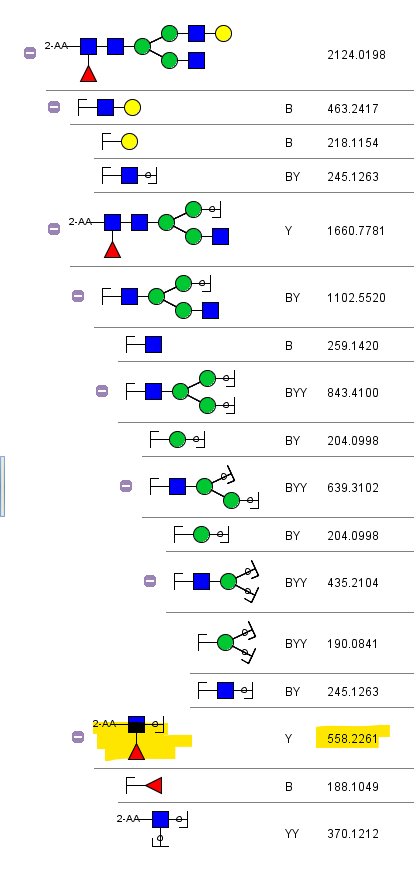 2-AA 2124.0198
B 463.2417
B 218.1154
BY 245.1263
2-AA Y 1660.7781
BY 1102.5520
B 259.1420
BYY 843.4100
BY 204.0998
BYY 639.3102
BY 204.0998
BYY 435.2104
BYY 190.0841
BY 245.1263
2-AA Y 558.2261
B 188.1049
2-AA YY 370.1212